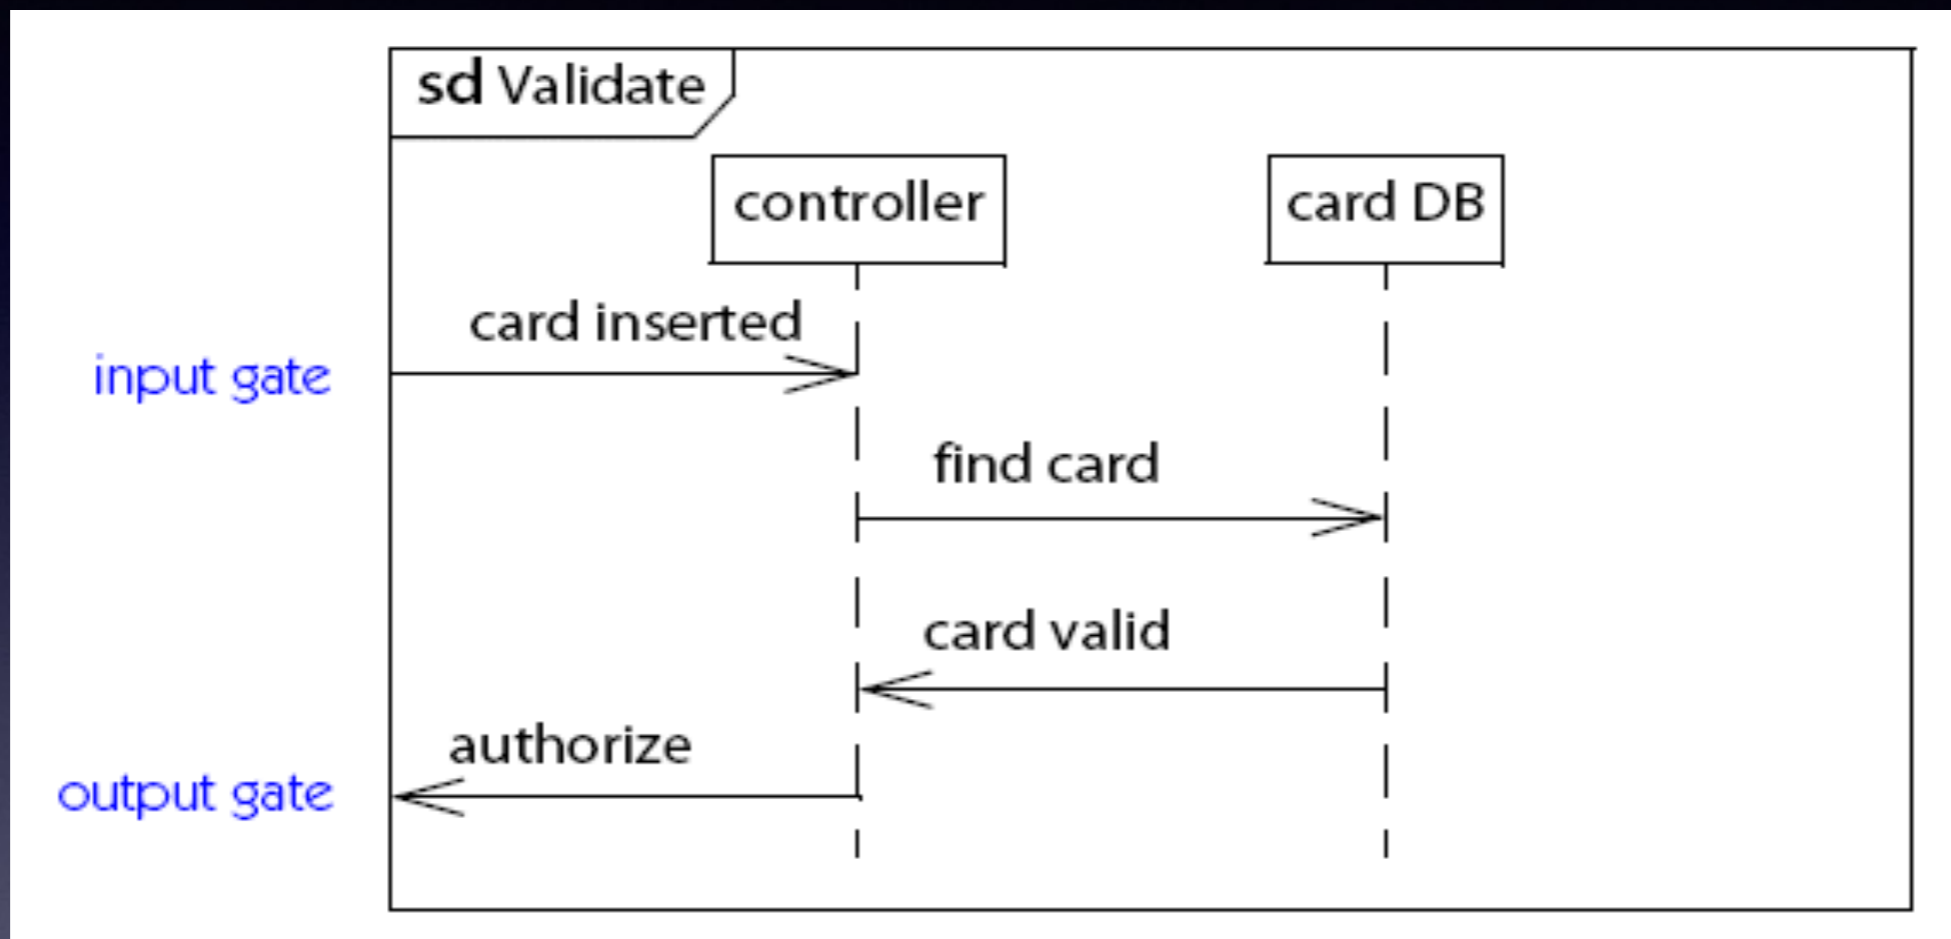 sd Validate
controller
card DB
card inserted
input gate
find card
card valid
authorize
output gate